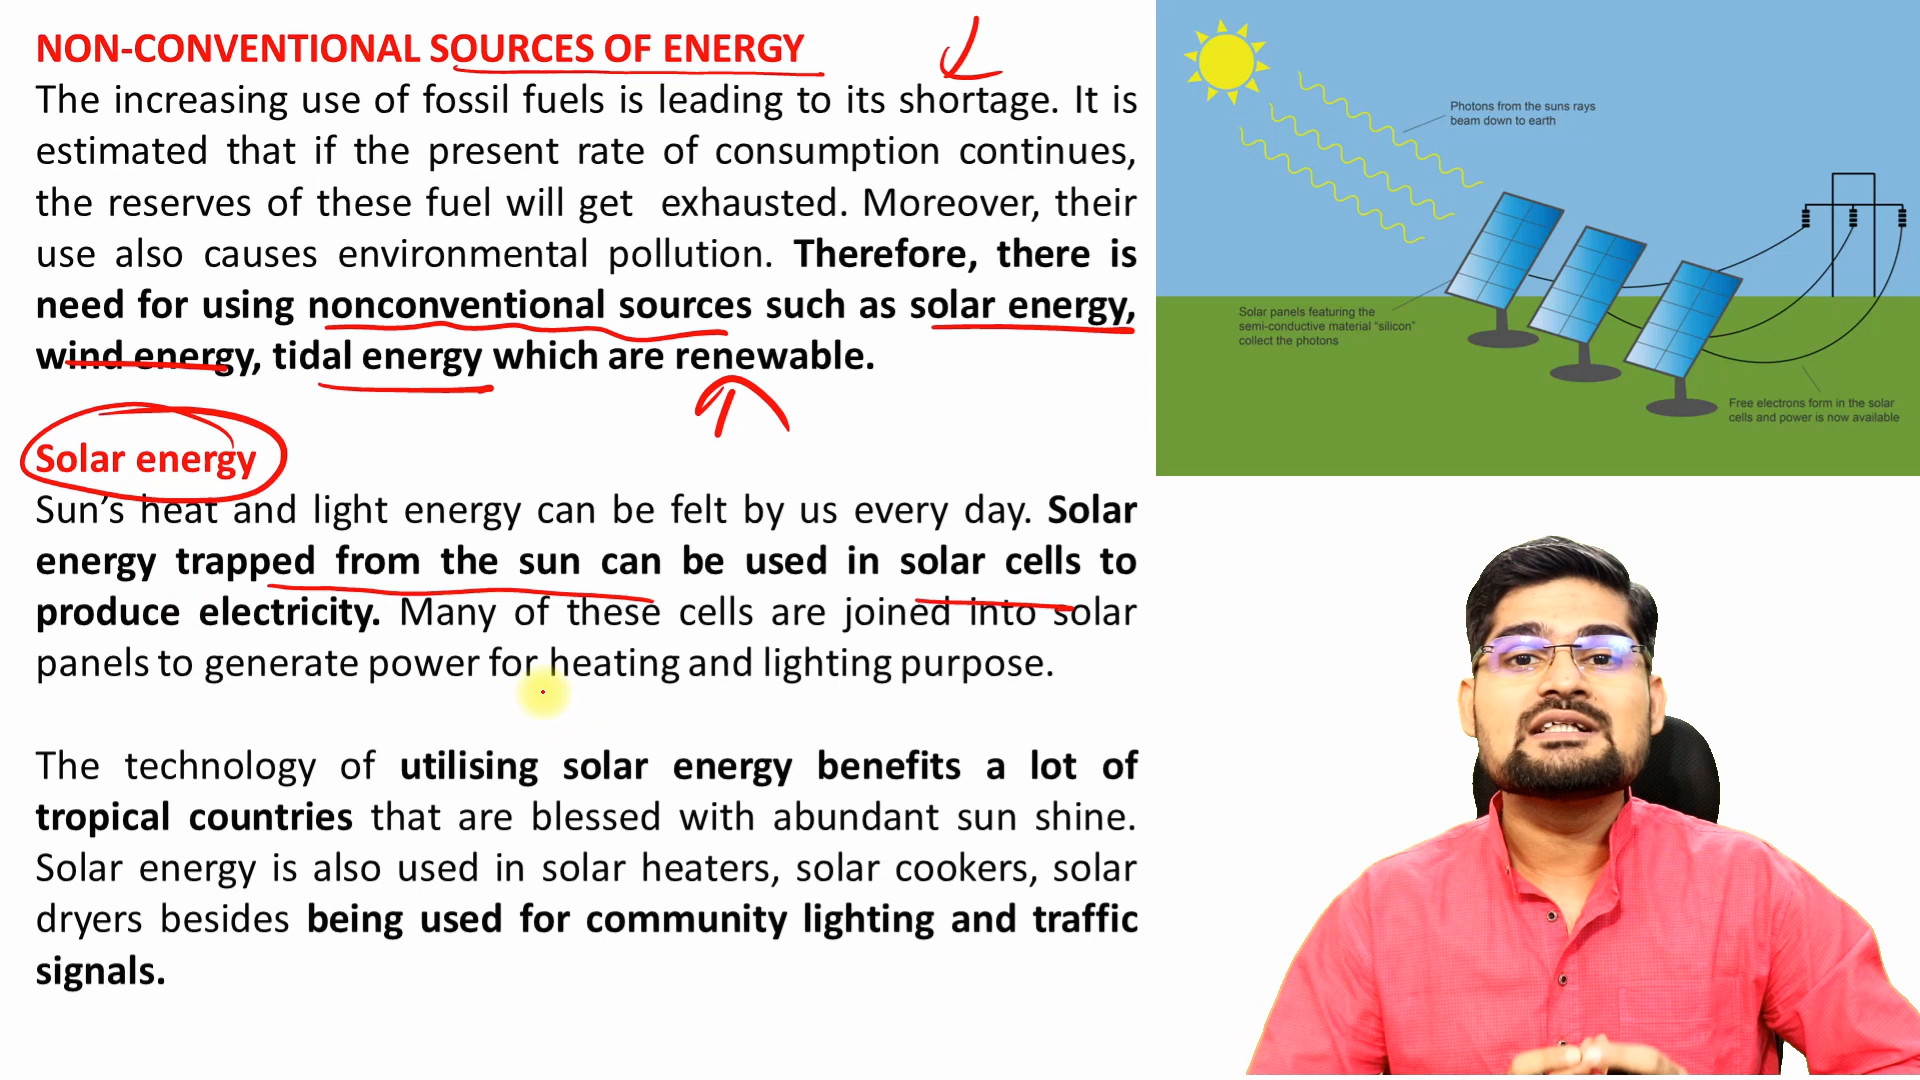 NON-CONVENTIONAL SOURCES OF ENERGY
The increasing use of fossil fuels is leading to its shortage. It is
estimated that if the present rate of consumption continues,
the reserves of these fuel will get exhausted. Moreover, their
use also causes environmental pollution. Therefore, there is
need for using nonconventional sources such as solar energy,
wind energy, tidal energy which are renewable.
Solar energy
Sun's heat and light energy can be felt by us every day. Solar
energy trapped from the sun can be used in solar cells to
produce electricity. Many of these cells are joined into solar
panels to generate power for heating and lighting purpose.
The technology of utilising solar energy benefits a lot of
tropical countries that are blessed with abundant sun shine.
Solar energy is also used in solar heaters, solar cookers, solar
dryers besides being used for community lighting and traffic
signals.
Photons from the suns rays
beam down to earth
Solar panels featuring the
semi-conductive material "silicon"
collect the photons
Free electrons form in the solar
cells and power is now available